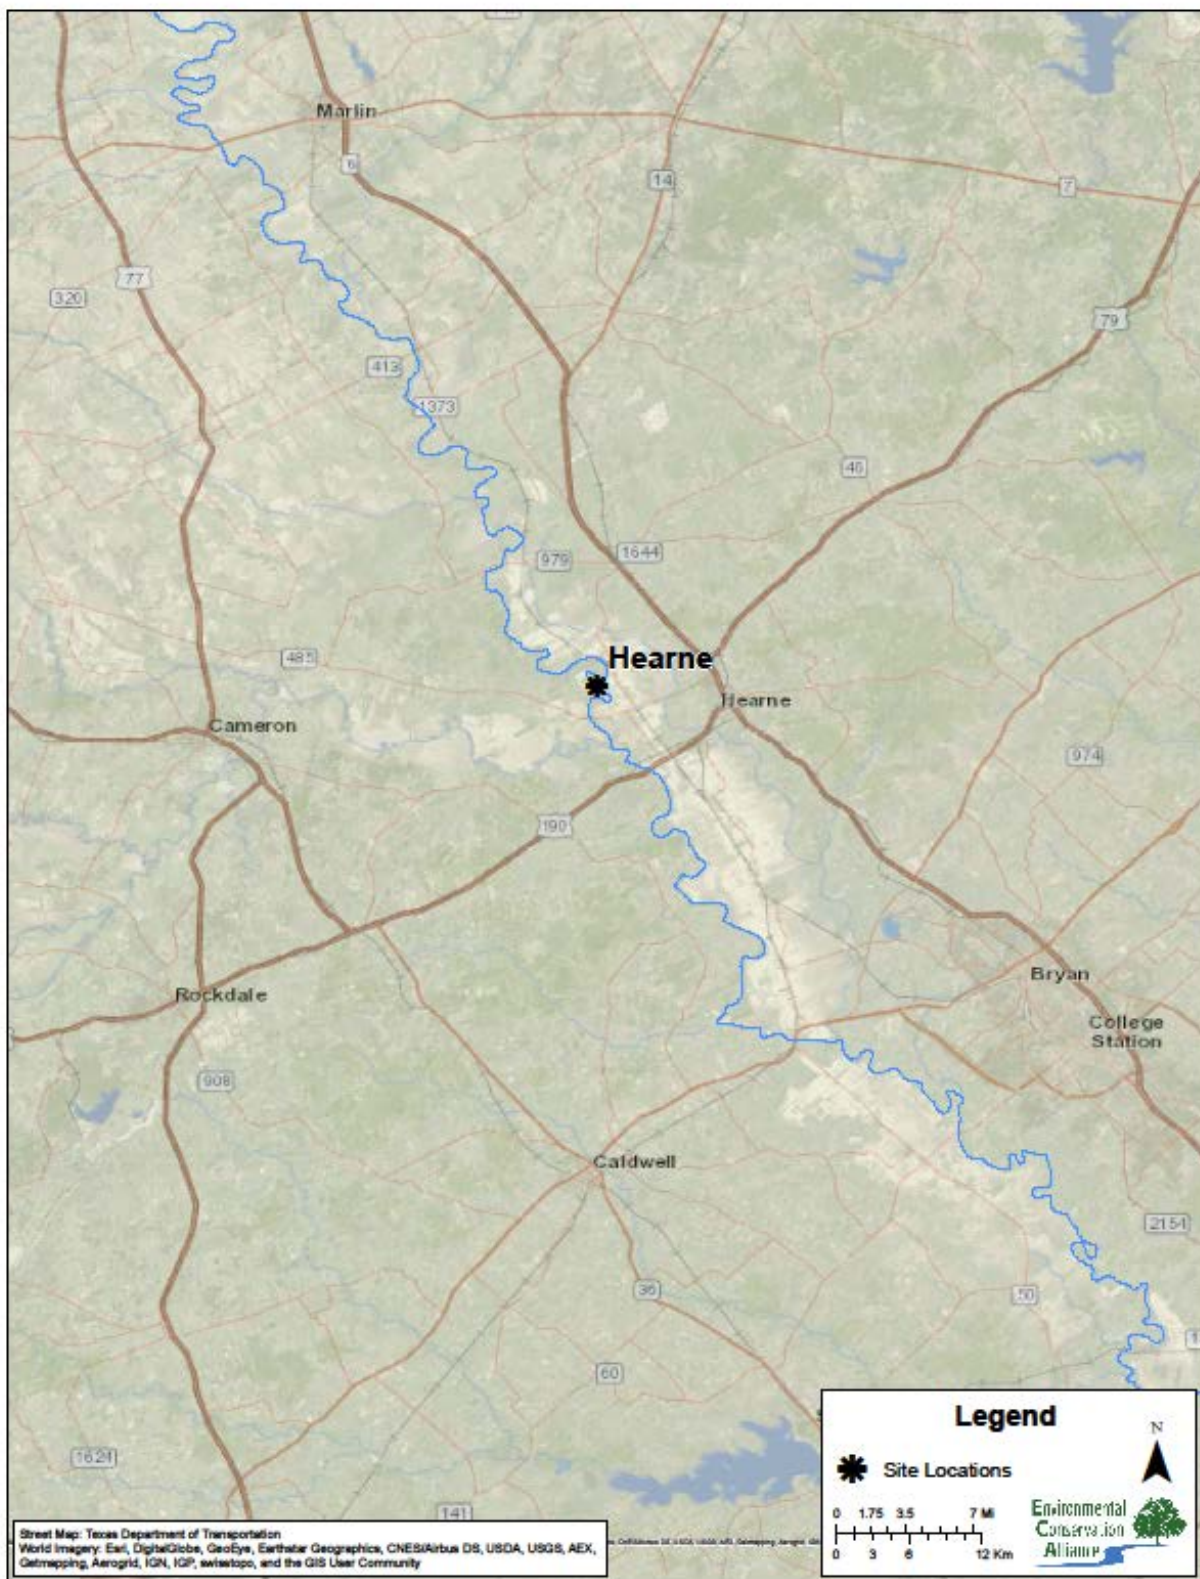 Marlin
6
14
7
77
320
79
413
1373
46
979
1644
485
Hearne
Hearne
Cameron
974
190
Bryan
Rockdale
College
Station
908
Caldwell
2154
50
36
60
1624
141
Legend
N
Site Locations
0 1.75 3.5 7 Mi
0 3 6 12 Km
Environmental
Conservation
Alliance
Street Map: Texas Department of Transportation
World Imagery: Esri, DigitalGlobe, GeoEye, Earthstar Geographics, CNES/Airbus DS, USDA, USGS, AEX,
Getmapping, Aerogrid, IGN, IGP, swisstopo, and the GIS User Community